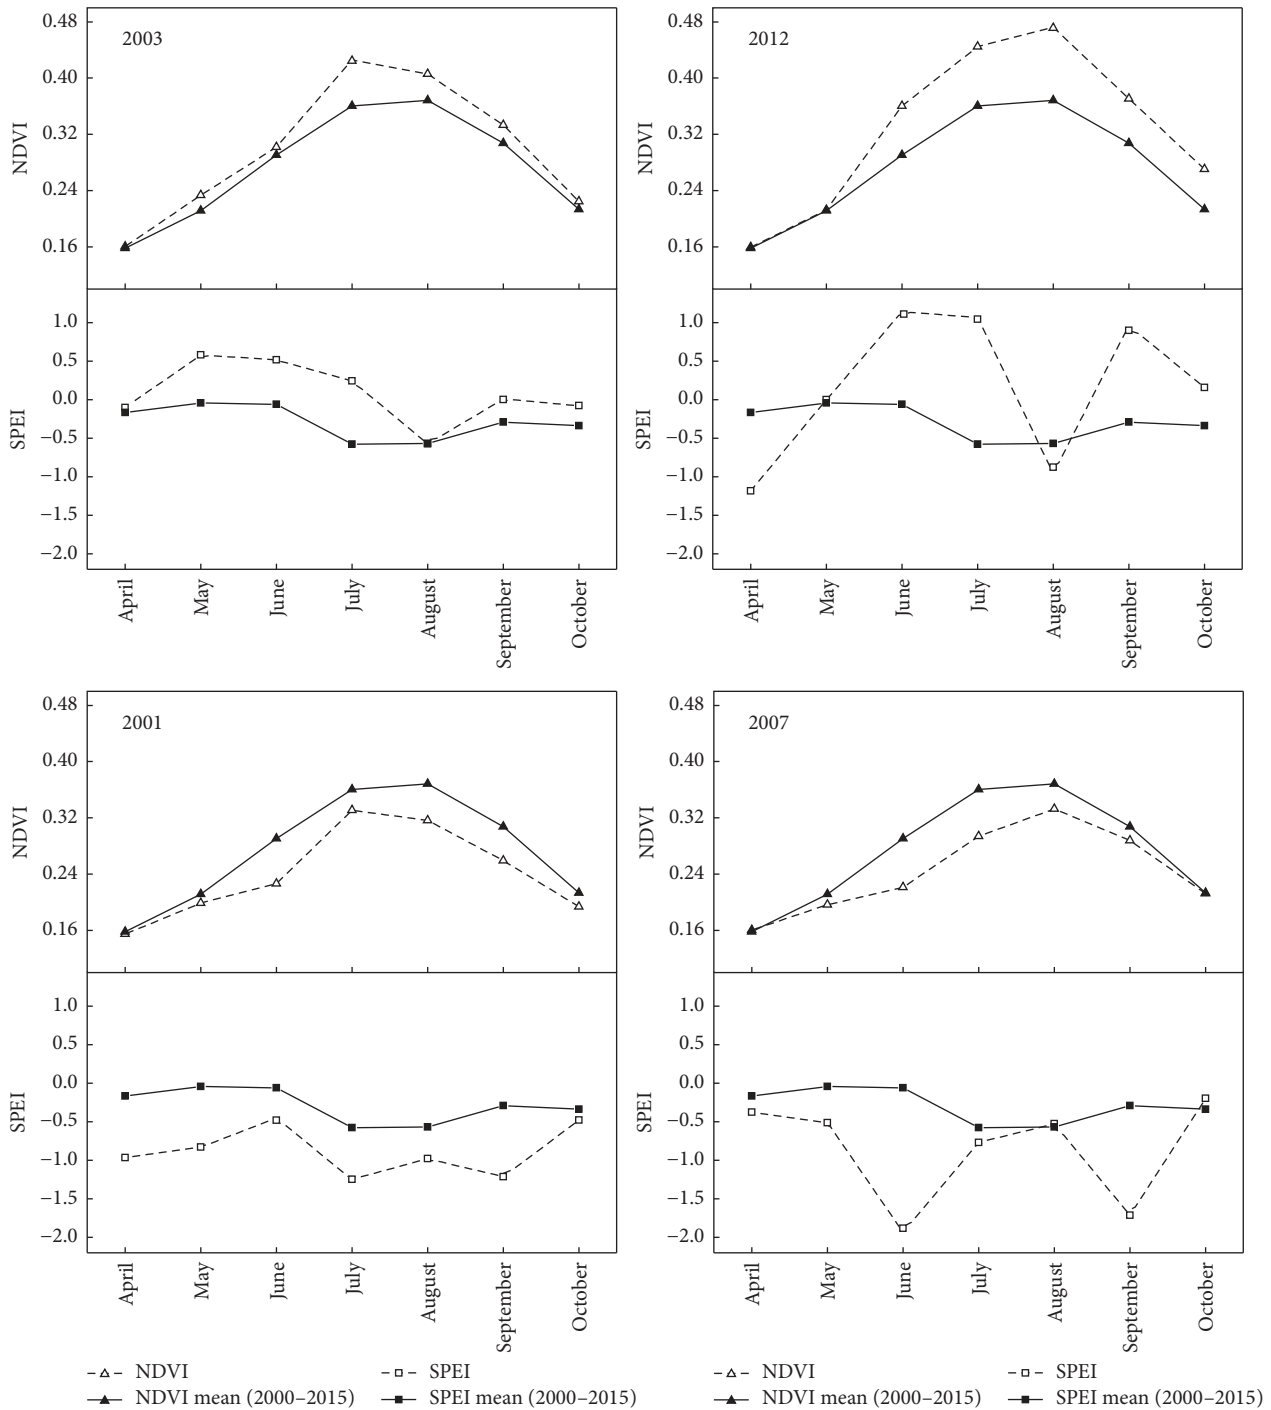 0.48
0.40
0.32
0.24
0.16
NDVI
2003
1.0
0.5
0.0
−0.5
−1.0
−1.5
−2.0
SPEI
April
May
June
July
August
September
October
0.48
0.40
0.32
0.24
0.16
NDVI
2012
1.0
0.5
0.0
−0.5
−1.0
−1.5
−2.0
SPEI
April
May
June
July
August
September
October
0.48
0.40
0.32
0.24
0.16
NDVI
2001
1.0
0.5
0.0
−0.5
−1.0
−1.5
−2.0
SPEI
April
May
June
July
August
September
October
0.48
0.40
0.32
0.24
0.16
NDVI
2007
1.0
0.5
0.0
−0.5
−1.0
−1.5
−2.0
SPEI
April
May
June
July
August
September
October
NDVI
NDVI mean (2000–2015)
SPEI
SPEI mean (2000–2015)
NDVI
NDVI mean (2000–2015)
SPEI
SPEI mean (2000–2015)